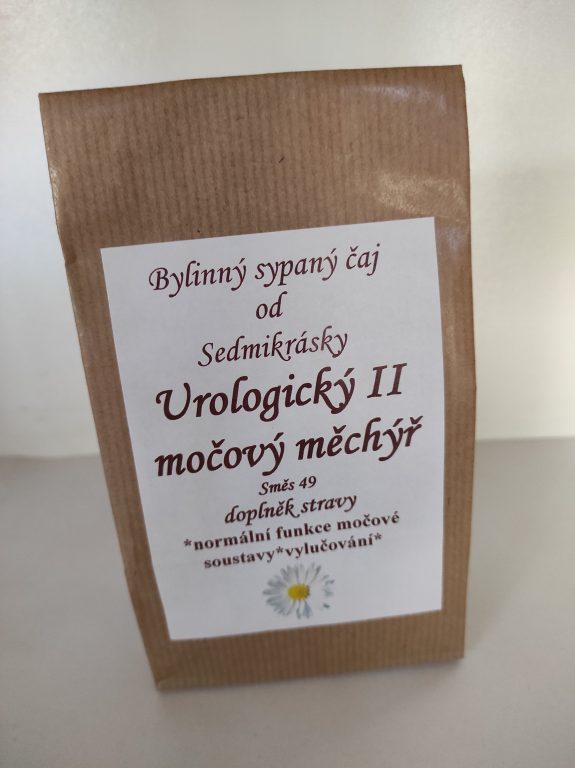 Bylinný sypaný čaj
od
Sedmikrásky
Urologický II
močový měchýř
Směs 49
doplněk stravy
*normální funkce močové
soustavy*vylučování*